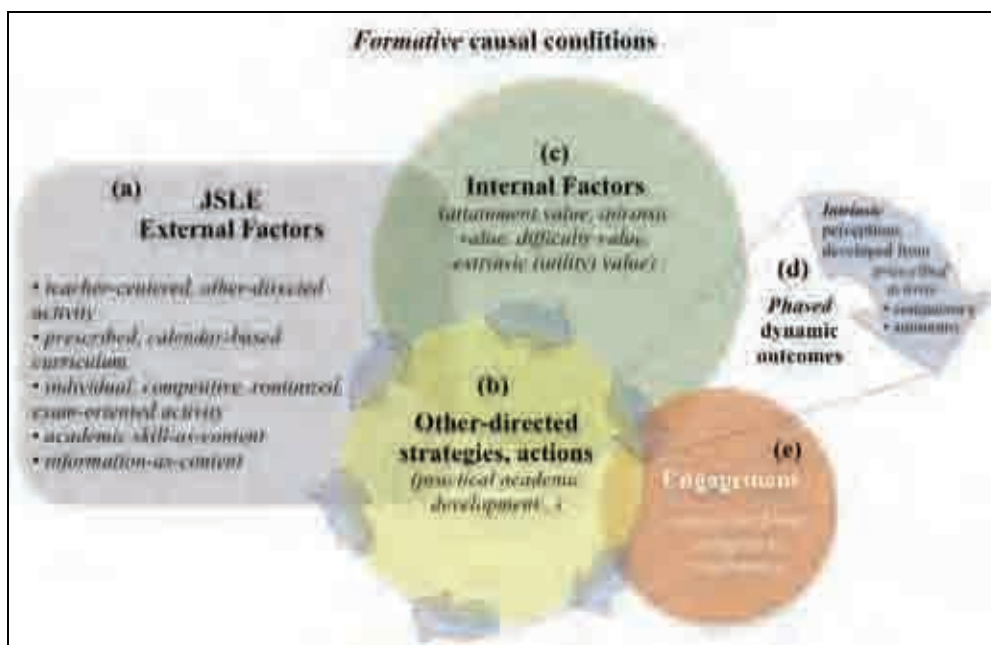 Formative causal conditions
(a)
JSLE
External Factors
• teacher-centered, other-directed
activity
• prescribed, calendar-based
curriculum
• individual, competitive, routinized,
exam-oriented activity
• academic skill-as-content
• information-as-content
(c)
Internal Factors
(attainment value, intrinsic
value, difficulty value,
extrinsic (utility) value)
(b)
Other-directed
strategies, actions
(practical academic
development
(d)
Phased
dynamic
outcomes
Intrinsic
perceptions
developed from
prescribed
activity
(e)
Engagement